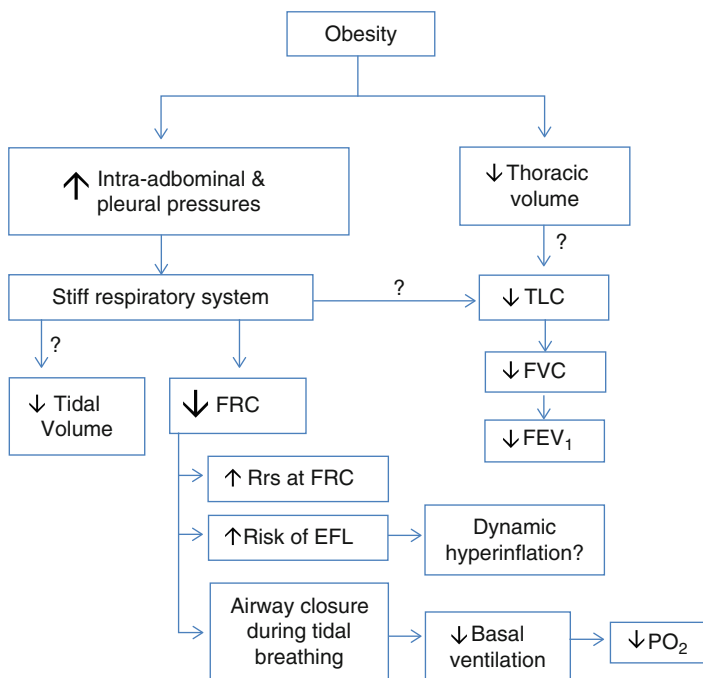 Obesity
↑ Intra-adbominal &
pleural pressures
↓ Thoracic
volume
?
Stiff respiratory system
?
↓ TLC
?
↓ Tidal
Volume
↓ FRC
↓ FVC
↓ FEV₁
↑ Rrs at FRC
↑ Risk of EFL
Dynamic
hyperinflation?
Airway closure
during tidal
breathing
↓ Basal
ventilation
↓ PO₂